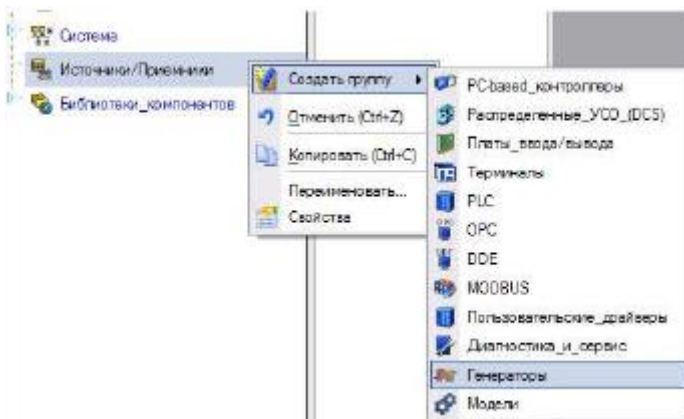 Система
Источники/Приемники
Библиотеки_компонентов
Создать группу
Отменить (Ctrl+Z)
Копировать (Ctrl+C)
Переименовать...
Свойства
PC-based_контроллеры
Распределенные_УСО_(DCS)
Платы_ввода/вывода
Терминалы
PLC
OPC
DDE
MODBUS
Пользовательские_драйверы
Диагностика_и_сервис
Генераторы
Модели